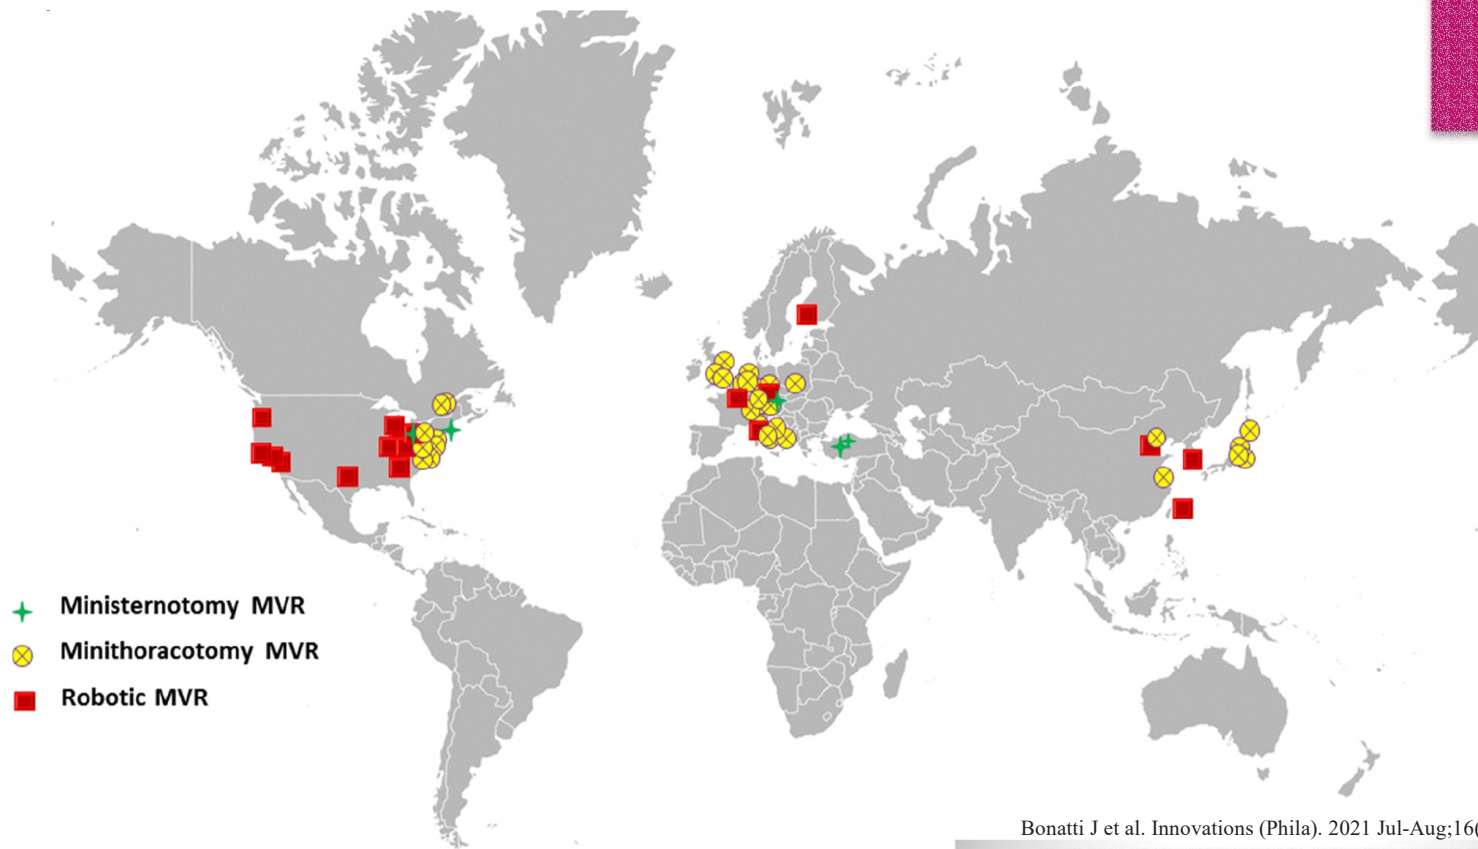 Ministernotomy MVR
Minithoracotomy MVR
Robotic MVR
Bonatti J et al. Innovations (Phila). 2021 Jul-Aug;16(